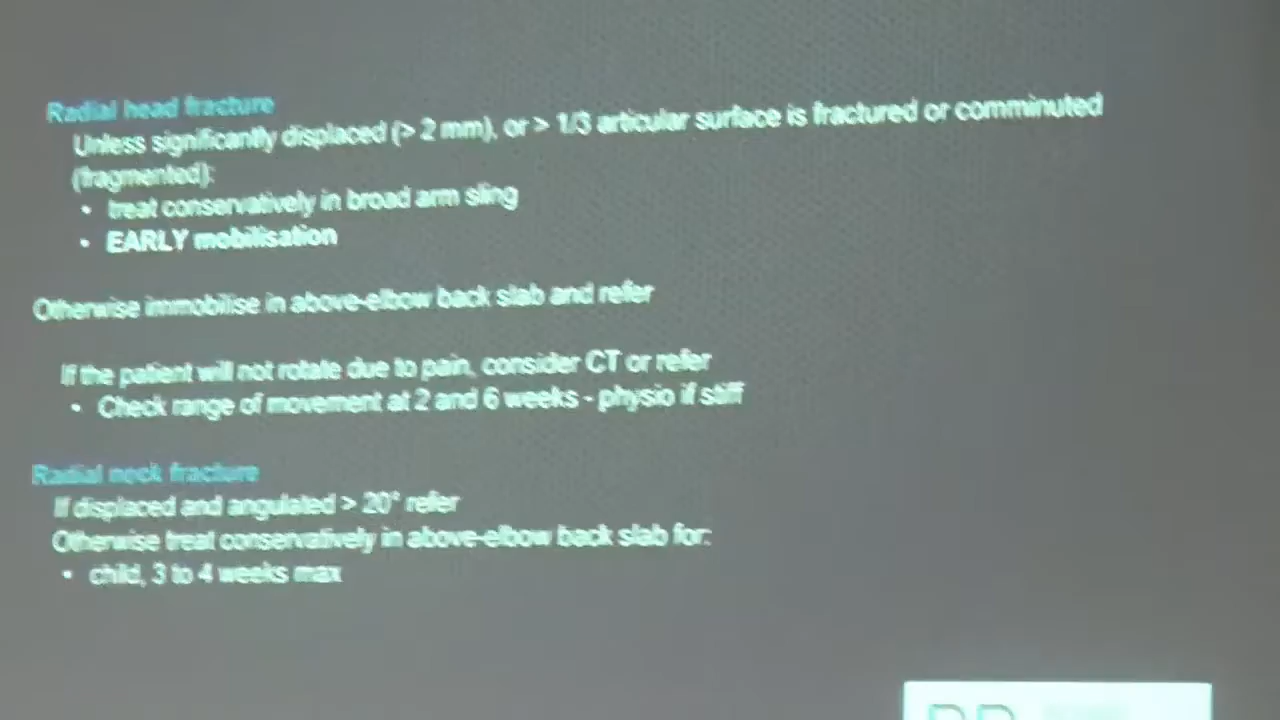 Radial head fracture
Unless significantly displaced (> 2 mm), or > 1/3 articular surface is fractured or comminuted
(fragmented):
• treat conservatively in broad arm sling
• EARLY mobilisation
Otherwise immobilise in above-elbow back slab and refer
If the patient will not rotate due to pain, consider CT or refer
• Check range of movement at 2 and 6 weeks - physio if stiff
Radial neck fracture
If displaced and angulated > 20° refer
Otherwise treat conservatively in above-elbow back slab for:
• child, 3 to 4 weeks max